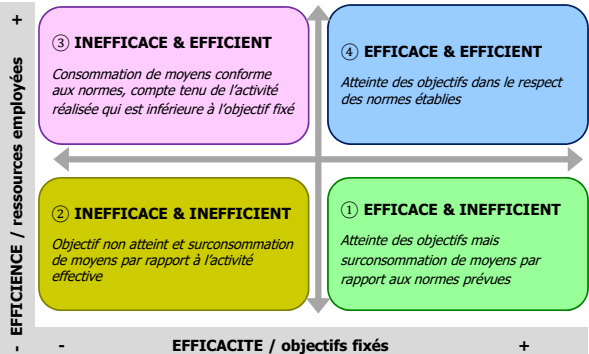 +
EFFICIENCE / ressources employées
-
③ INEFFICACE & EFFICIENT
Consommation de moyens conforme
aux normes, compte tenu de l'activité
réalisée qui est inférieure à l'objectif fixé
④ EFFICACE & EFFICIENT
Atteinte des objectifs dans le respect
des normes établies
② INEFFICACE & INEFFICIENT
Objectif non atteint et surconsommation
de moyens par rapport à l'activité
effective
① EFFICACE & INEFFICIENT
Atteinte des objectifs mais
surconsommation de moyens par
rapport aux normes prévues
- EFFICACITE / objectifs fixés +